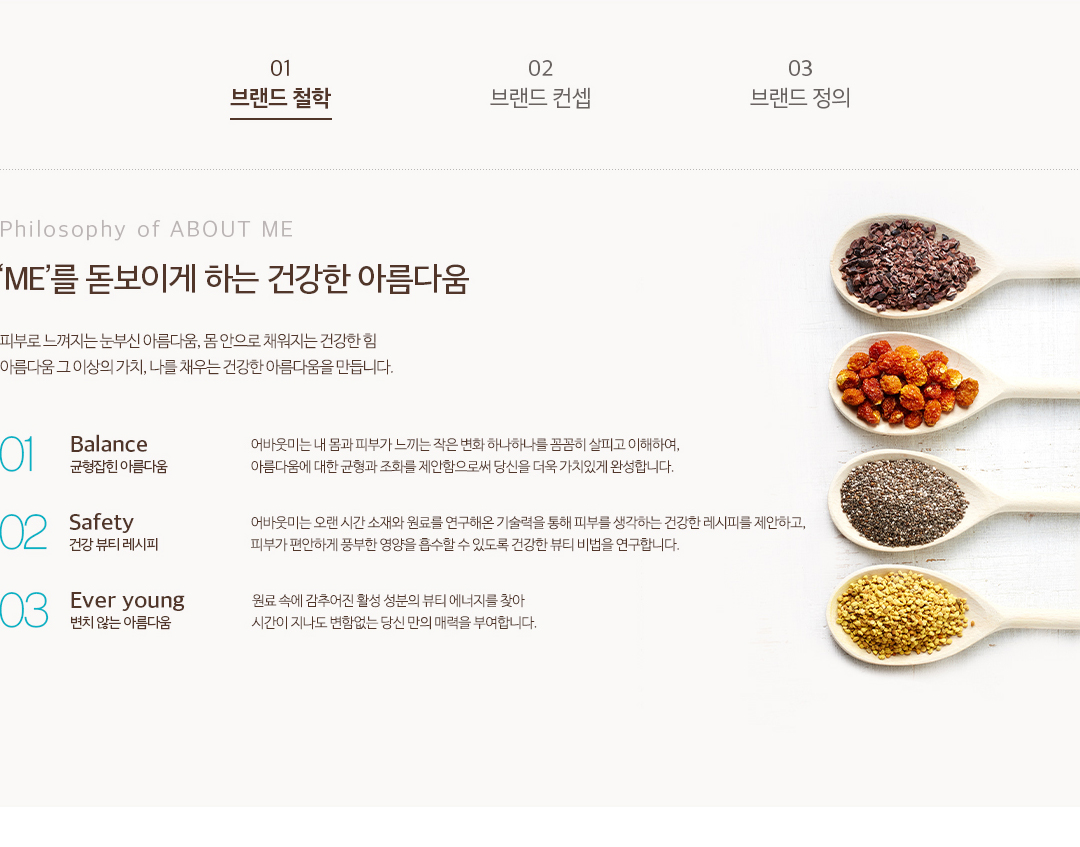 01
브랜드 철학
02
브랜드 컨셉
03
브랜드 정의
Philosophy of ABOUT ME
‘ME’를 돋보이게 하는 건강한 아름다움
피부로 느껴지는 눈부신 아름다움, 몸 안으로 채워지는 건강한 힘
아름다움 그 이상의 가치, 나를 채우는 건강한 아름다움을 만듭니다.
01
Balance
균형잡힌 아름다움
어바웃미는 내 몸과 피부가 느끼는 작은 변화 하나하나를 꼼꼼히 살피고 이해하여,
아름다움에 대한 균형과 조화를 제안함으로써 당신을 더욱 가치있게 완성합니다.
02
Safety
건강 뷰티 레시피
어바웃미는 오랜 시간 소재와 원료를 연구해온 기술력을 통해 피부를 생각하는 건강한 레시피를 제안하고,
피부가 편안하게 풍부한 영양을 흡수할 수 있도록 건강한 뷰티 비법을 연구합니다.
03
Ever young
변치 않는 아름다움
원료 속에 감추어진 활성 성분의 뷰티 에너지를 찾아
시간이 지나도 변함없는 당신 만의 매력을 부여합니다.